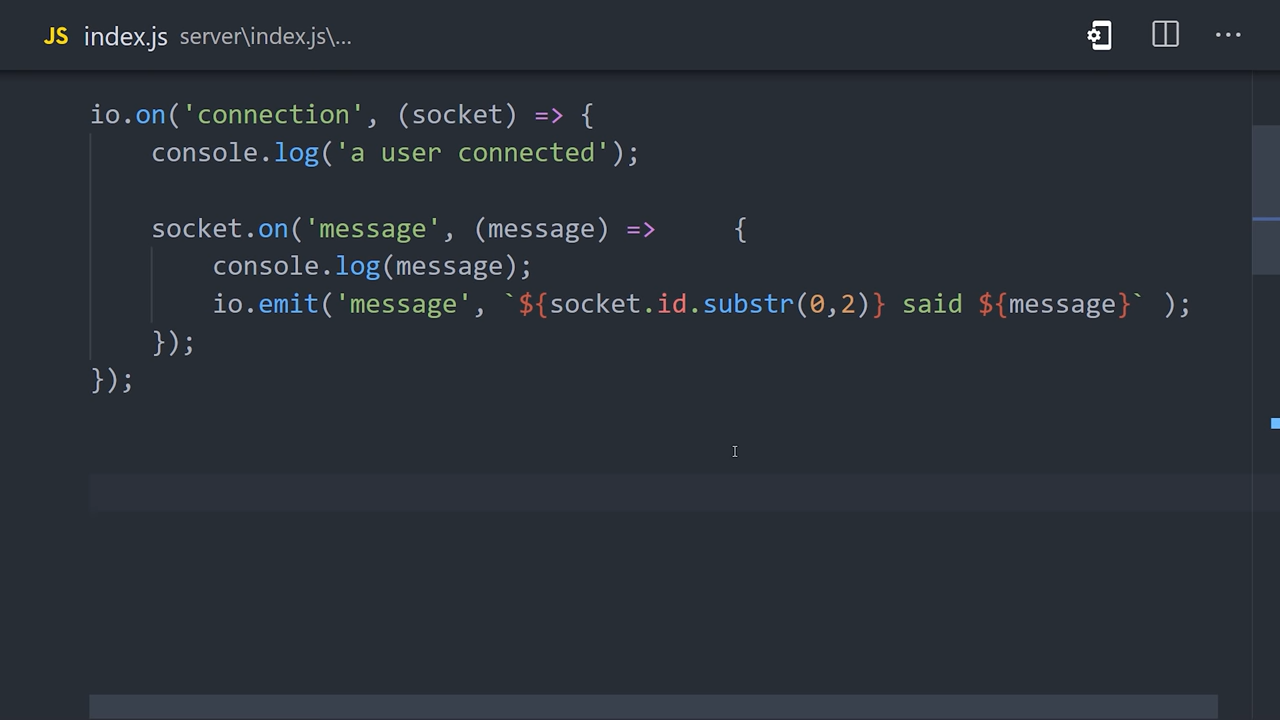 JS index.js server\index.js\...
io.on('connection', (socket) => {
    console.log('a user connected');

    socket.on('message', (message) =>     {
        console.log(message);
        io.emit('message', `${socket.id.substr(0,2)} said ${message}` );
    });
});